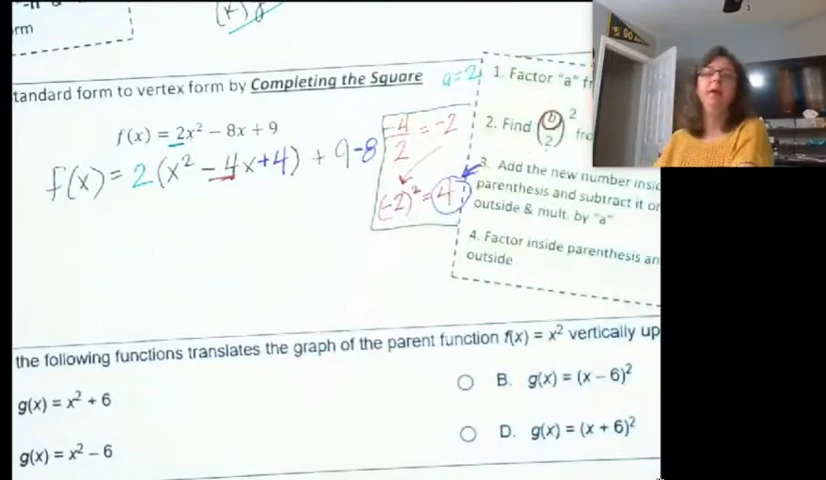 rm
(k)
tandard form to vertex form by Completing the Square a=2
f(x) = 2x² − 8x + 9
f(x) = 2(x² − 4x + 4) + 9 − 8
-4/2 = -2
(-2)² = 4
1. Factor "a" f
2. Find (b/2)² fro
3. Add the new number insid
parenthesis and subtract it o
outside & mult. by "a"
4. Factor inside parenthesis an
outside
the following functions translates the graph of the parent function f(x) = x² vertically up
g(x) = x² + 6
B. g(x) = (x − 6)²
g(x) = x² − 6
D. g(x) = (x + 6)²